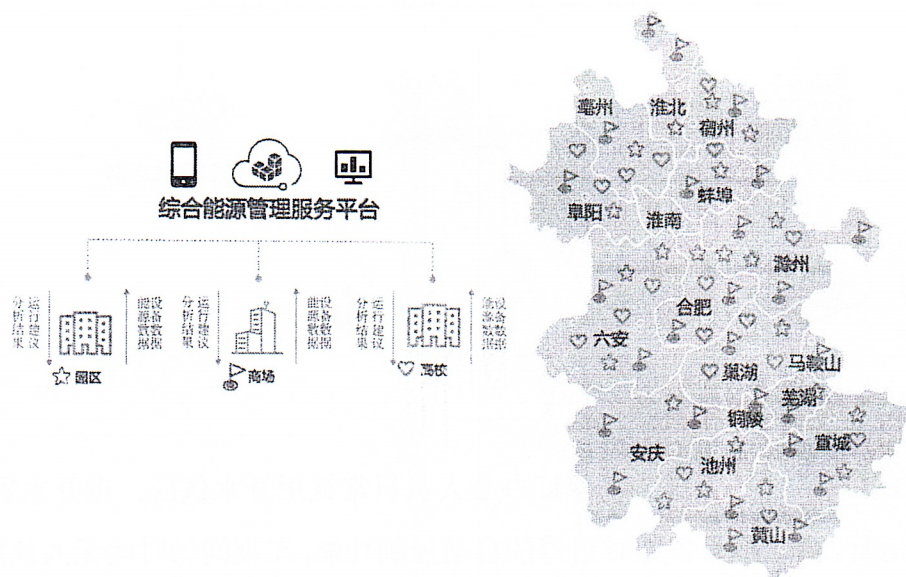 综合能源管理服务平台
运行建议
分析结果
设备数据
能源数据
运行建议
分析结果
设备数据
能源数据
运行建议
分析结果
设备数据
能源数据
园区
商场
高校
亳州
淮北
宿州
阜阳
淮南
蚌埠
滁州
合肥
六安
巢湖
马鞍山
芜湖
铜陵
宣城
安庆
池州
黄山